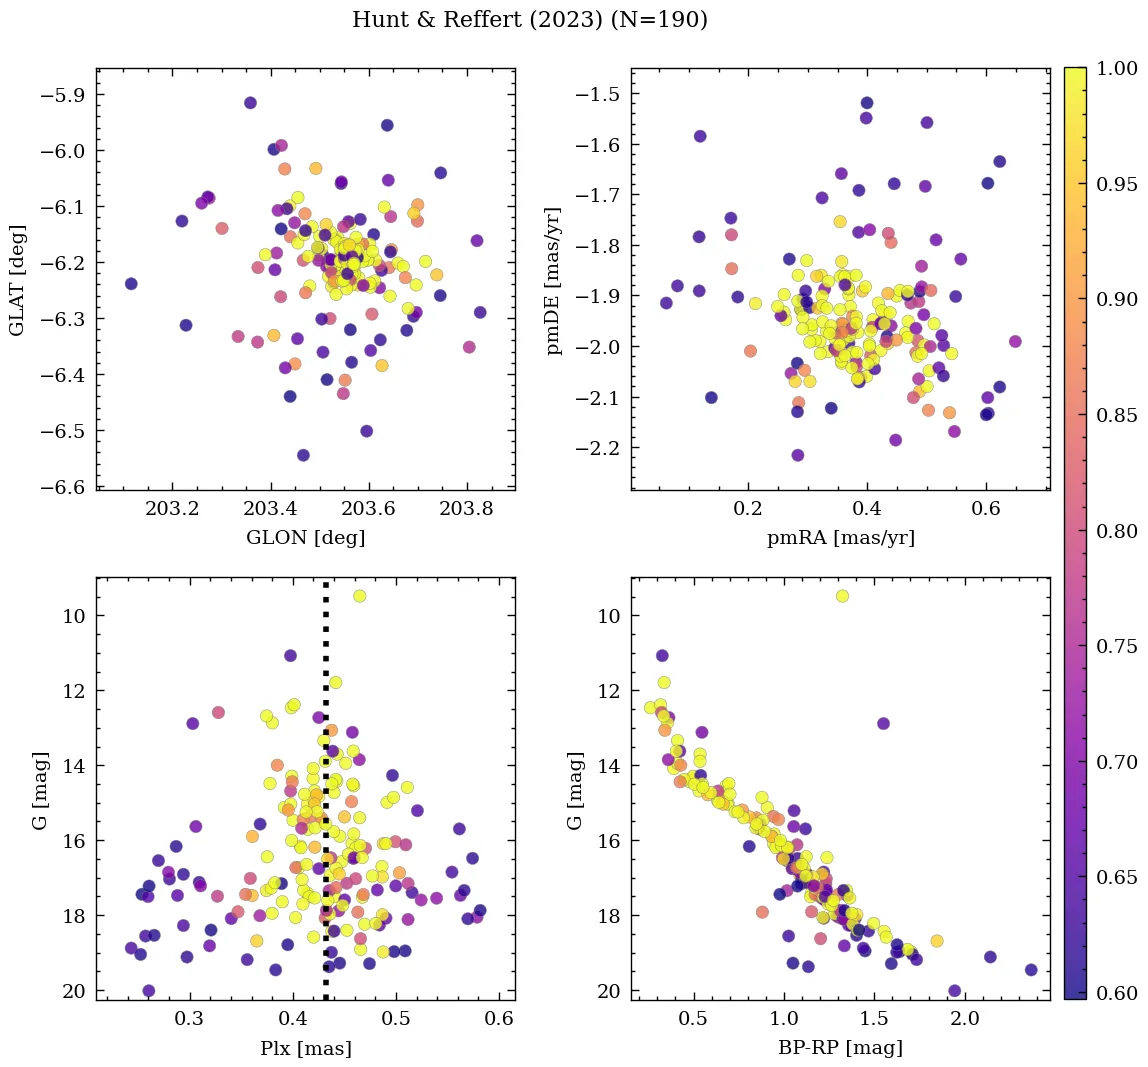 Hunt & Reffert (2023) (N=190)
−5.9
−6.0
−6.1
−6.2
−6.3
−6.4
−6.5
−6.6
GLAT [deg]
203.2 203.4 203.6 203.8
GLON [deg]
−1.5
−1.6
−1.7
−1.8
−1.9
−2.0
−2.1
−2.2
pmDE [mas/yr]
0.2 0.4 0.6
pmRA [mas/yr]
10
12
14
16
18
20
G [mag]
0.3 0.4 0.5 0.6
Plx [mas]
10
12
14
16
18
20
G [mag]
0.5 1.0 1.5 2.0
BP-RP [mag]
1.00
0.95
0.90
0.85
0.80
0.75
0.70
0.65
0.60